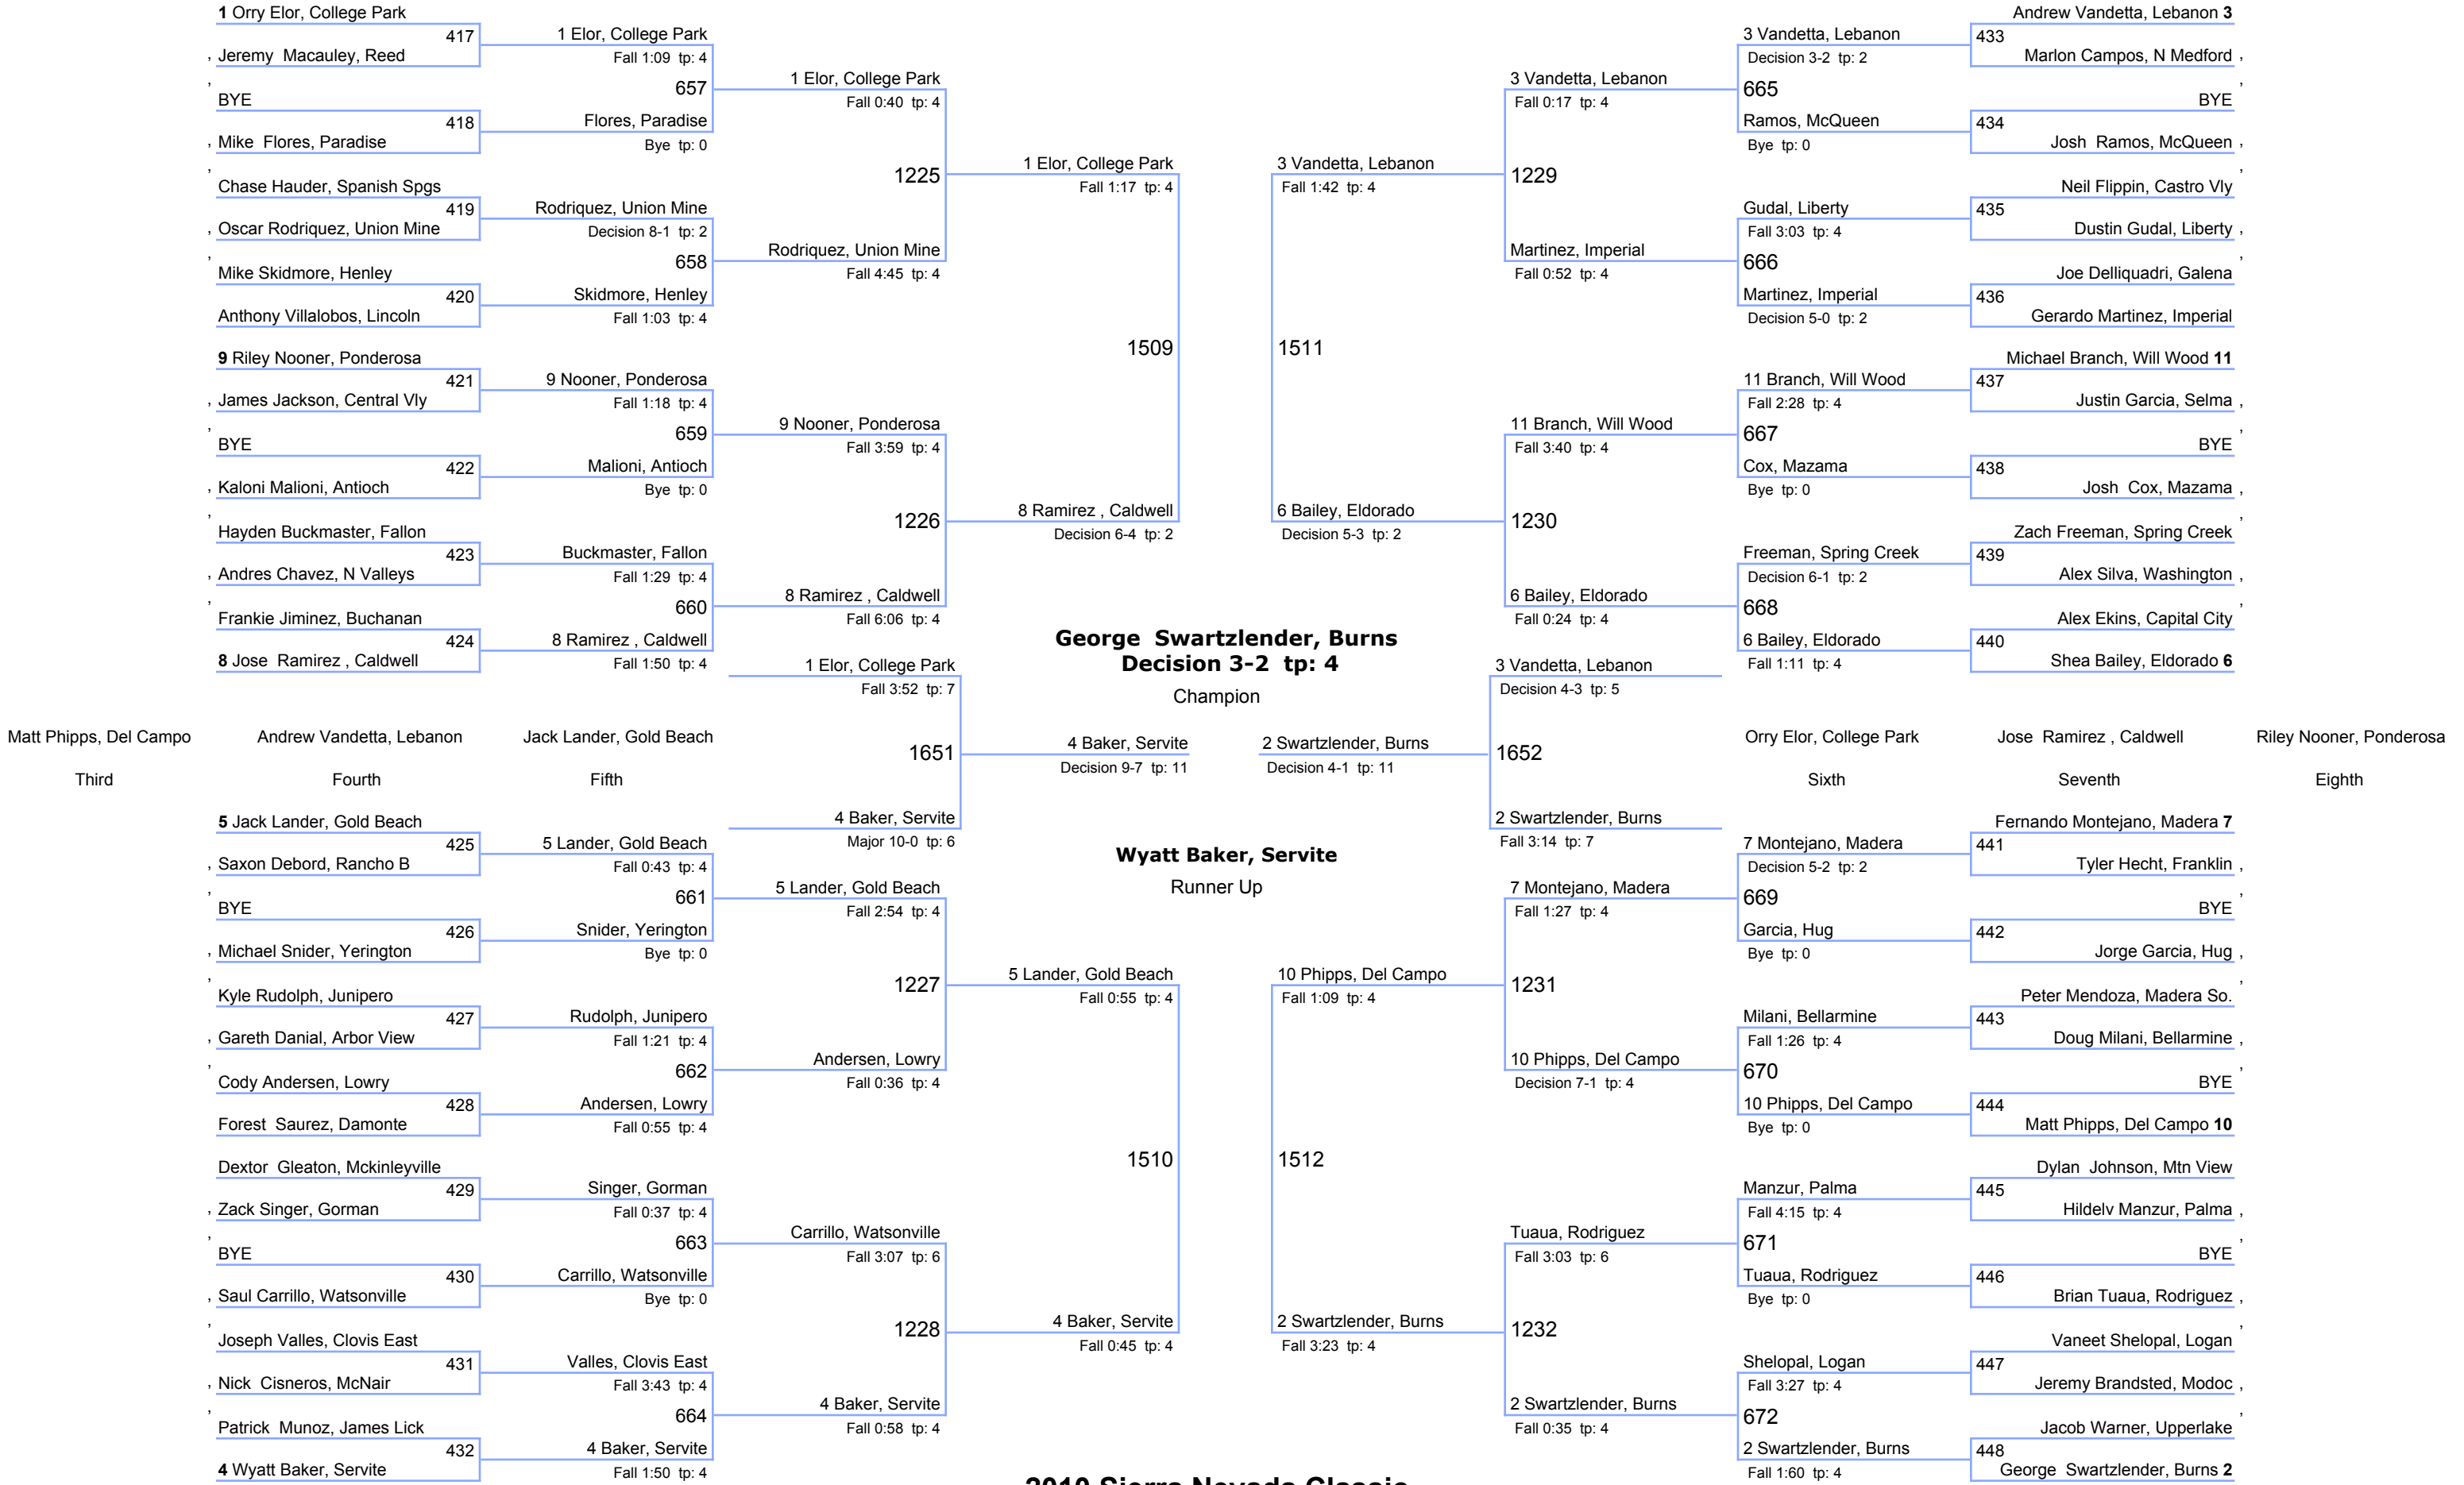 1 Orry Elor, College Park
417
, Jeremy  Macauley, Reed
,
BYE
418
, Mike  Flores, Paradise
,
Chase Hauder, Spanish Spgs
419
, Oscar Rodriquez, Union Mine
,
Mike Skidmore, Henley
420
Anthony Villalobos, Lincoln
9 Riley Nooner, Ponderosa
421
, James Jackson, Central Vly
,
BYE
422
, Kaloni Malioni, Antioch
,
Hayden Buckmaster, Fallon
423
, Andres Chavez, N Valleys
,
Frankie Jiminez, Buchanan
424
8 Jose  Ramirez , Caldwell
1 Elor, College Park
Fall 1:09  tp: 4
657
Flores, Paradise
Bye  tp: 0
Rodriquez, Union Mine
Decision 8-1  tp: 2
658
Skidmore, Henley
Fall 1:03  tp: 4
9 Nooner, Ponderosa
Fall 1:18  tp: 4
659
Malioni, Antioch
Bye  tp: 0
Buckmaster, Fallon
Fall 1:29  tp: 4
660
8 Ramirez , Caldwell
Fall 1:50  tp: 4
1 Elor, College Park
Fall 0:40  tp: 4
1225
Rodriquez, Union Mine
Fall 4:45  tp: 4
9 Nooner, Ponderosa
Fall 3:59  tp: 4
1226
8 Ramirez , Caldwell
Fall 6:06  tp: 4
1 Elor, College Park
Fall 1:17  tp: 4
1509
8 Ramirez , Caldwell
Decision 6-4  tp: 2
3 Vandetta, Lebanon
Fall 1:42  tp: 4
1511
6 Bailey, Eldorado
Decision 5-3  tp: 2
3 Vandetta, Lebanon
Fall 0:17  tp: 4
1229
Martinez, Imperial
Fall 0:52  tp: 4
11 Branch, Will Wood
Fall 3:40  tp: 4
1230
6 Bailey, Eldorado
Fall 0:24  tp: 4
3 Vandetta, Lebanon
Decision 3-2  tp: 2
665
Ramos, McQueen
Bye  tp: 0
Gudal, Liberty
Fall 3:03  tp: 4
666
Martinez, Imperial
Decision 5-0  tp: 2
11 Branch, Will Wood
Fall 2:28  tp: 4
667
Cox, Mazama
Bye  tp: 0
Freeman, Spring Creek
Decision 6-1  tp: 2
668
6 Bailey, Eldorado
Fall 1:11  tp: 4
Andrew Vandetta, Lebanon 3
433
Marlon Campos, N Medford ,
,
BYE
434
Josh  Ramos, McQueen ,
,
Neil Flippin, Castro Vly
435
Dustin Gudal, Liberty ,
,
Joe Delliquadri, Galena
436
Gerardo Martinez, Imperial
Michael Branch, Will Wood 11
437
Justin Garcia, Selma ,
,
BYE
438
Josh  Cox, Mazama ,
,
Zach Freeman, Spring Creek
439
Alex Silva, Washington ,
,
Alex Ekins, Capital City
440
Shea Bailey, Eldorado 6
George  Swartzlender, Burns
Decision 3-2  tp: 4
Champion
1 Elor, College Park
Fall 3:52  tp: 7
1651
4 Baker, Servite
Major 10-0  tp: 6
4 Baker, Servite
Decision 9-7  tp: 11
2 Swartzlender, Burns
Decision 4-1  tp: 11
3 Vandetta, Lebanon
Decision 4-3  tp: 5
1652
2 Swartzlender, Burns
Fall 3:14  tp: 7
Wyatt Baker, Servite
Runner Up
Matt Phipps, Del Campo
Third
Andrew Vandetta, Lebanon
Fourth
Jack Lander, Gold Beach
Fifth
Orry Elor, College Park
Sixth
Jose  Ramirez , Caldwell
Seventh
Riley Nooner, Ponderosa
Eighth
5 Jack Lander, Gold Beach
425
, Saxon Debord, Rancho B
,
BYE
426
, Michael Snider, Yerington
,
Kyle Rudolph, Junipero
427
, Gareth Danial, Arbor View
,
Cody Andersen, Lowry
428
Forest  Saurez, Damonte
Dextor  Gleaton, Mckinleyville
429
, Zack Singer, Gorman
,
BYE
430
, Saul Carrillo, Watsonville
,
Joseph Valles, Clovis East
431
, Nick  Cisneros, McNair
,
Patrick  Munoz, James Lick
432
4 Wyatt Baker, Servite
5 Lander, Gold Beach
Fall 0:43  tp: 4
661
Snider, Yerington
Bye  tp: 0
Rudolph, Junipero
Fall 1:21  tp: 4
662
Andersen, Lowry
Fall 0:55  tp: 4
Singer, Gorman
Fall 0:37  tp: 4
663
Carrillo, Watsonville
Bye  tp: 0
Valles, Clovis East
Fall 3:43  tp: 4
664
4 Baker, Servite
Fall 1:50  tp: 4
5 Lander, Gold Beach
Fall 2:54  tp: 4
1227
Andersen, Lowry
Fall 0:36  tp: 4
Carrillo, Watsonville
Fall 3:07  tp: 6
1228
4 Baker, Servite
Fall 0:58  tp: 4
5 Lander, Gold Beach
Fall 0:55  tp: 4
1510
4 Baker, Servite
Fall 0:45  tp: 4
10 Phipps, Del Campo
Fall 1:09  tp: 4
1512
2 Swartzlender, Burns
Fall 3:23  tp: 4
7 Montejano, Madera
Fall 1:27  tp: 4
1231
10 Phipps, Del Campo
Decision 7-1  tp: 4
Tuaua, Rodriguez
Fall 3:03  tp: 6
1232
2 Swartzlender, Burns
Fall 0:35  tp: 4
7 Montejano, Madera
Decision 5-2  tp: 2
669
Garcia, Hug
Bye  tp: 0
Milani, Bellarmine
Fall 1:26  tp: 4
670
10 Phipps, Del Campo
Bye  tp: 0
Manzur, Palma
Fall 4:15  tp: 4
671
Tuaua, Rodriguez
Bye  tp: 0
Shelopal, Logan
Fall 3:27  tp: 4
672
2 Swartzlender, Burns
Fall 1:60  tp: 4
Fernando Montejano, Madera 7
441
Tyler Hecht, Franklin ,
,
BYE
442
Jorge Garcia, Hug ,
,
Peter Mendoza, Madera So.
443
Doug Milani, Bellarmine ,
,
BYE
444
Matt Phipps, Del Campo 10
Dylan  Johnson, Mtn View
445
Hildelv Manzur, Palma ,
,
BYE
446
Brian Tuaua, Rodriguez ,
,
Vaneet Shelopal, Logan
447
Jeremy Brandsted, Modoc ,
,
Jacob Warner, Upperlake
448
George  Swartzlender, Burns 2
2010 Sierra Nevada Classic